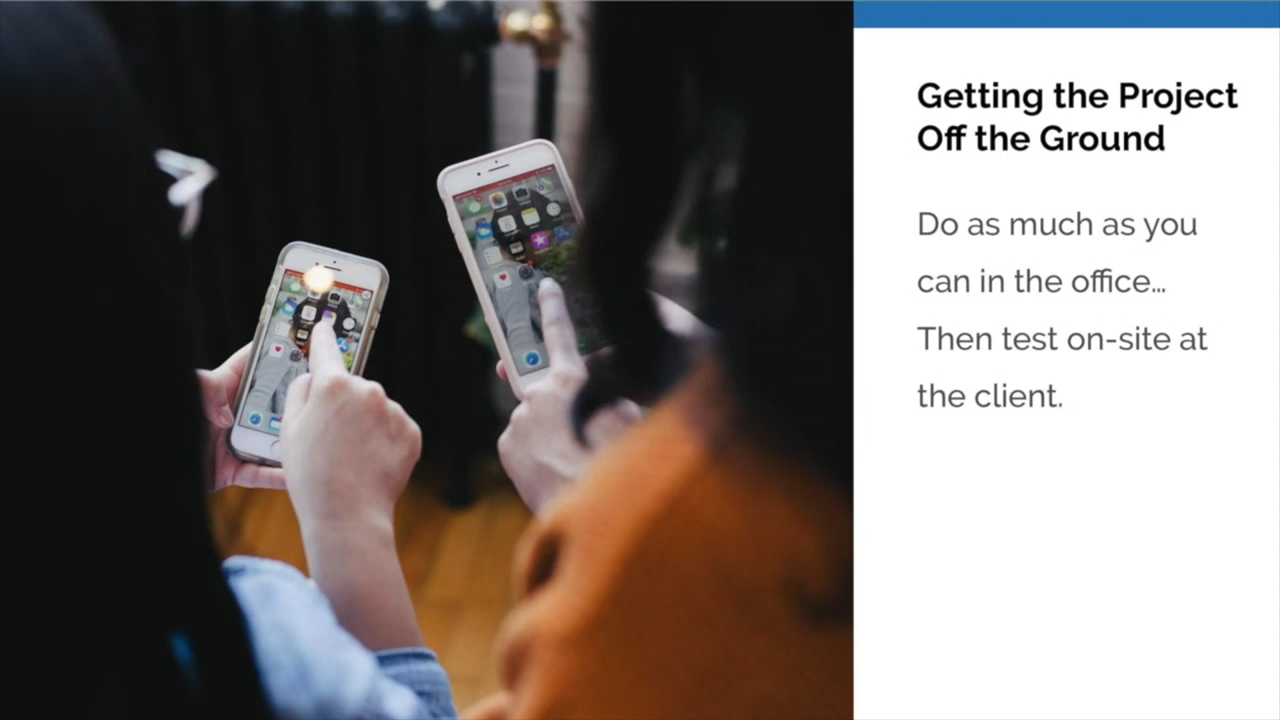 Getting the Project
Off the Ground
Do as much as you
can in the office…
Then test on-site at
the client.